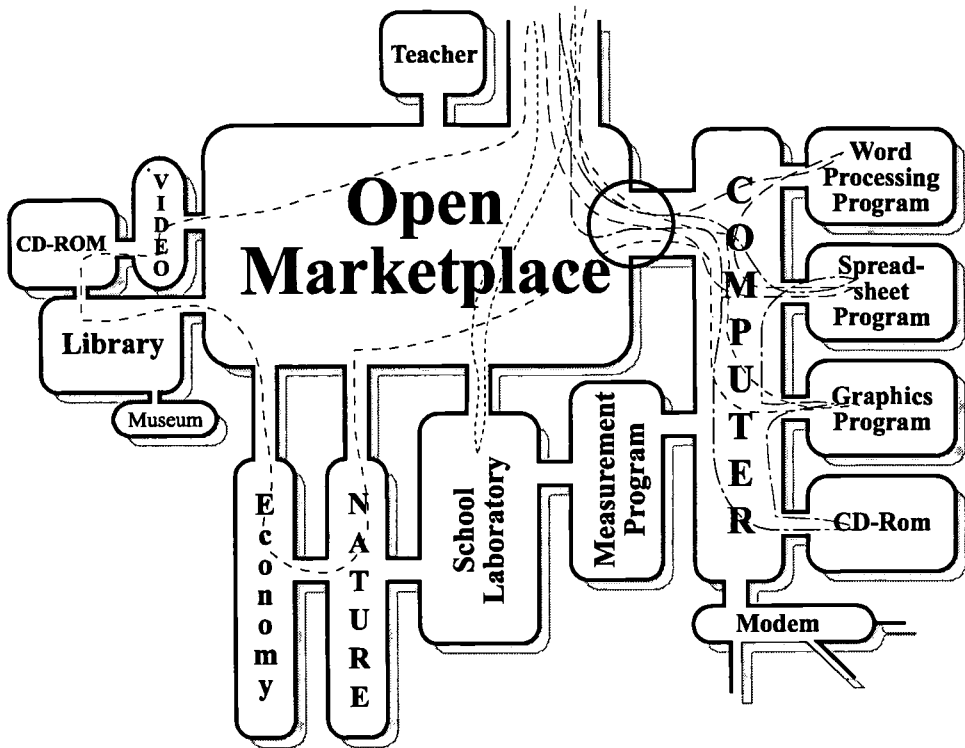 Teacher
Open
Marketplace
VIDEO
CD-ROM
Library
Museum
Economy
NATURE
School
Laboratory
Measurement
Program
COMPUTER
Word
Processing
Program
Spread-
sheet
Program
Graphics
Program
CD-Rom
Modem